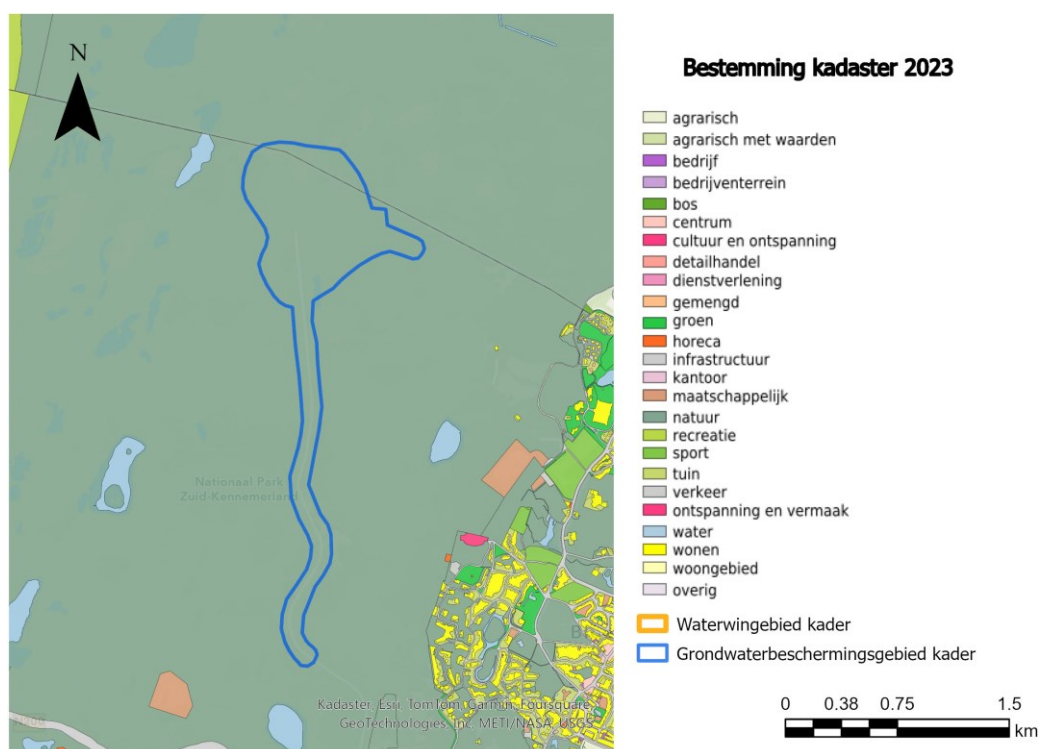 N
Nationaal Park
Zuid-Kennemerland
Kadaster, Esri, TomTom, Garmin, Foursquare,
GeoTechnologies, Inc, METI/NASA, USGS
Bestemming kadaster 2023
agrarisch
agrarisch met waarden
bedrijf
bedrijventerrein
bos
centrum
cultuur en ontspanning
detailhandel
dienstverlening
gemengd
groen
horeca
infrastructuur
kantoor
maatschappelijk
natuur
recreatie
sport
tuin
verkeer
ontspanning en vermaak
water
wonen
woongebied
overig
Waterwingebied kader
Grondwaterbeschermingsgebied kader
0 0.38 0.75 1.5
km